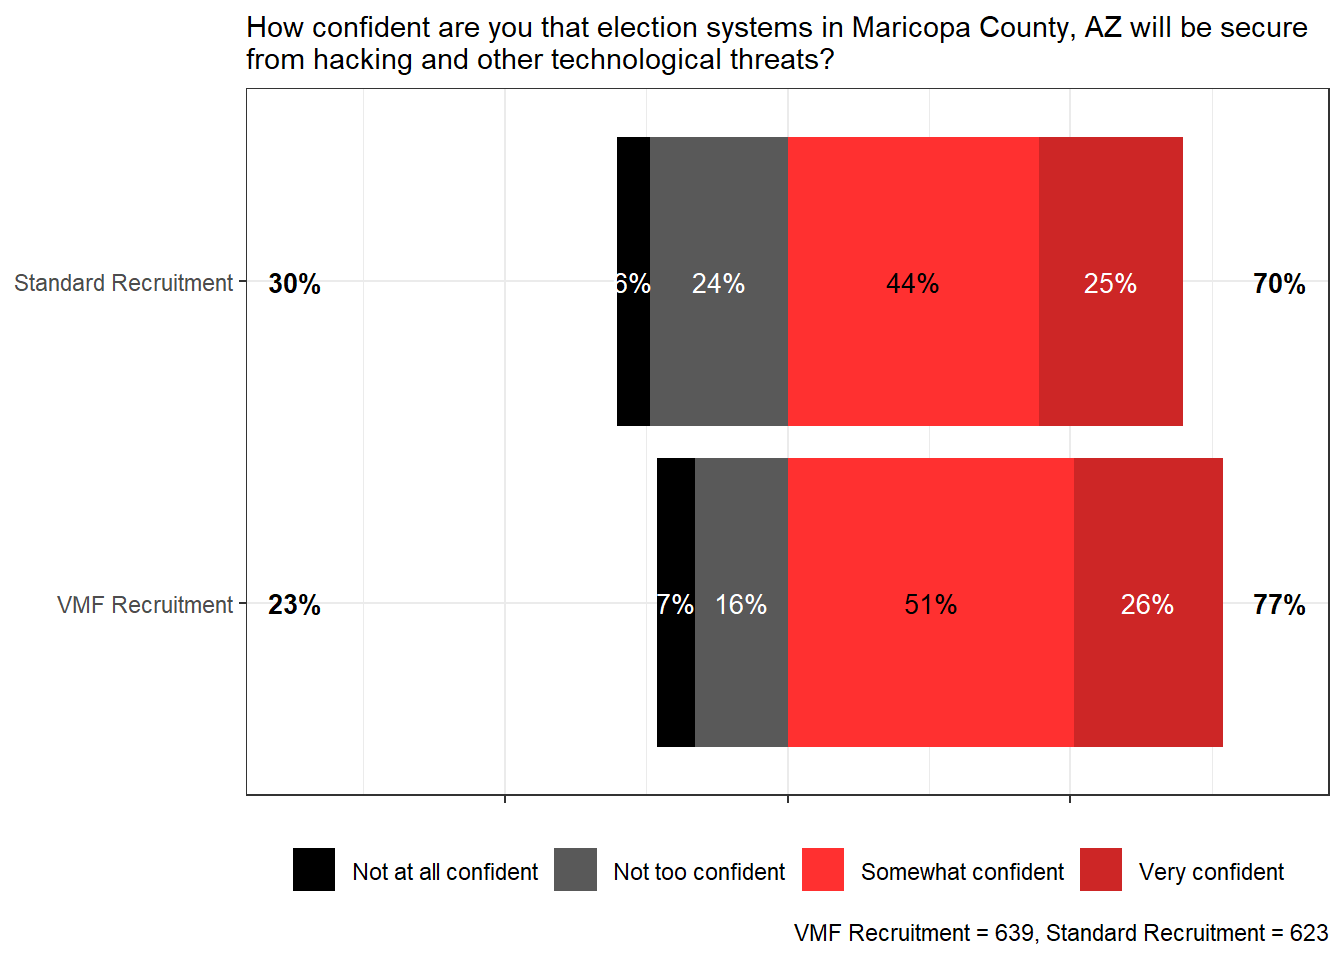 How confident are you that election systems in Maricopa County, AZ will be secure
from hacking and other technological threats?
Standard Recruitment 30% 6% 24% 44% 25% 70%
VMF Recruitment 23% 7% 16% 51% 26% 77%
Not at all confident Not too confident Somewhat confident Very confident
VMF Recruitment = 639, Standard Recruitment = 623